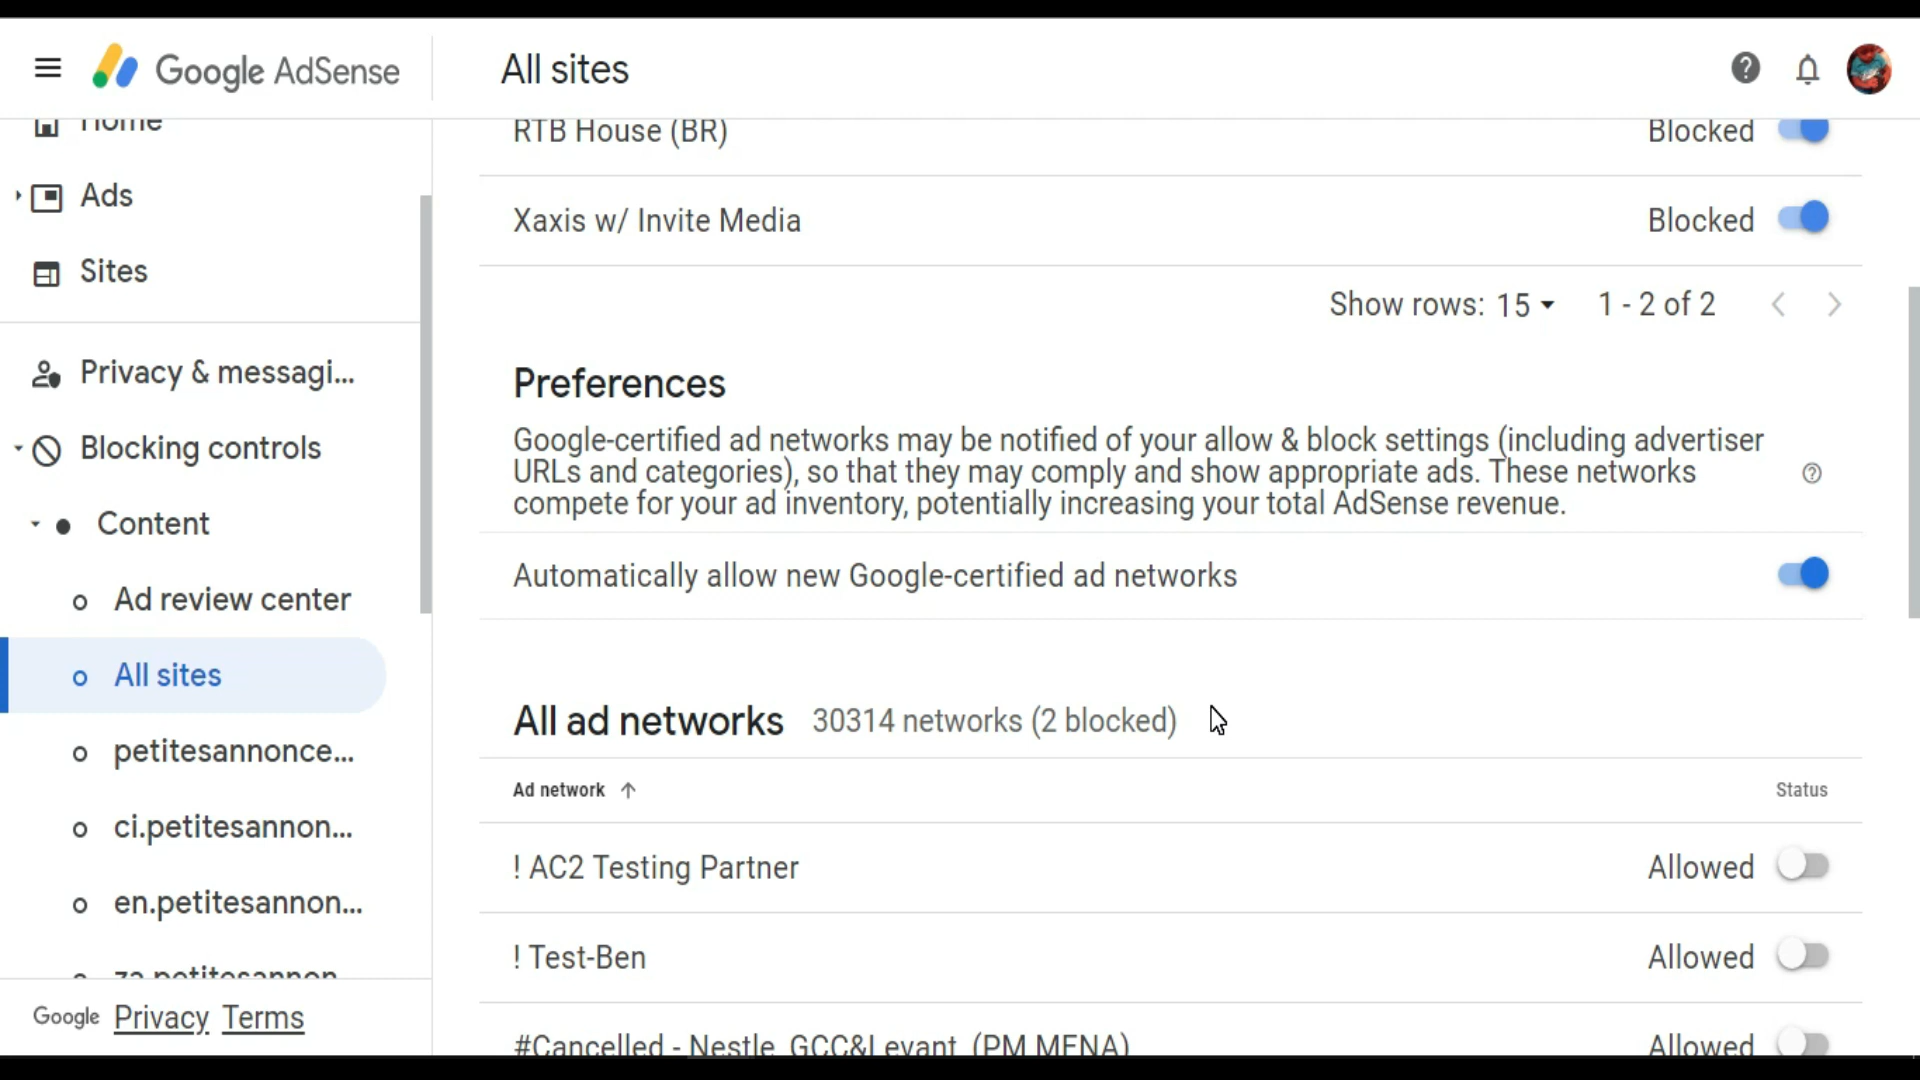 Google AdSense
All sites
Home
Ads
Sites
Privacy & messagi...
Blocking controls
Content
Ad review center
All sites
petitesannonce...
ci.petitesannon...
en.petitesannon...
za.petitesannon
Google Privacy Terms
RTB House (BR) Blocked
Xaxis w/ Invite Media Blocked
Show rows: 15 1 - 2 of 2
Preferences
Google-certified ad networks may be notified of your allow & block settings (including advertiser
URLs and categories), so that they may comply and show appropriate ads. These networks
compete for your ad inventory, potentially increasing your total AdSense revenue.
Automatically allow new Google-certified ad networks
All ad networks 30314 networks (2 blocked)
Ad network Status
! AC2 Testing Partner Allowed
! Test-Ben Allowed
#Cancelled - Nestle_GCC&Levant_(PM MENA) Allowed